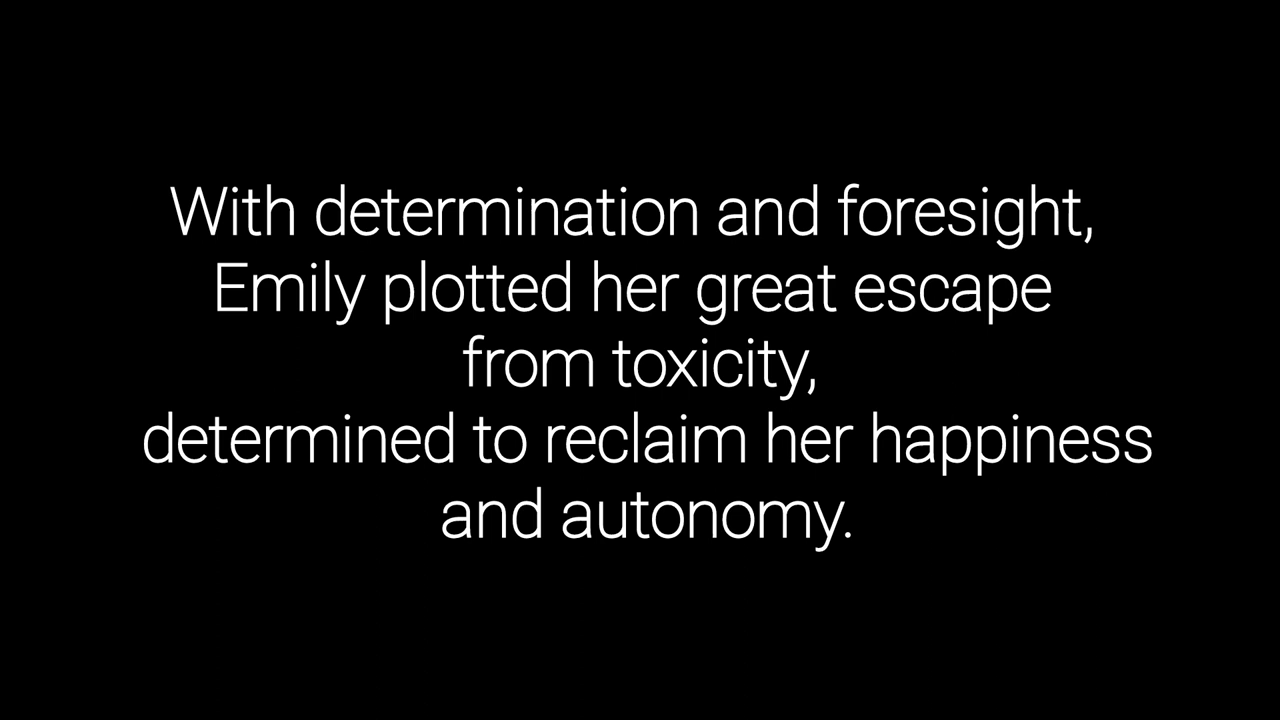 With determination and foresight,
Emily plotted her great escape
from toxicity,
determined to reclaim her happiness
and autonomy.